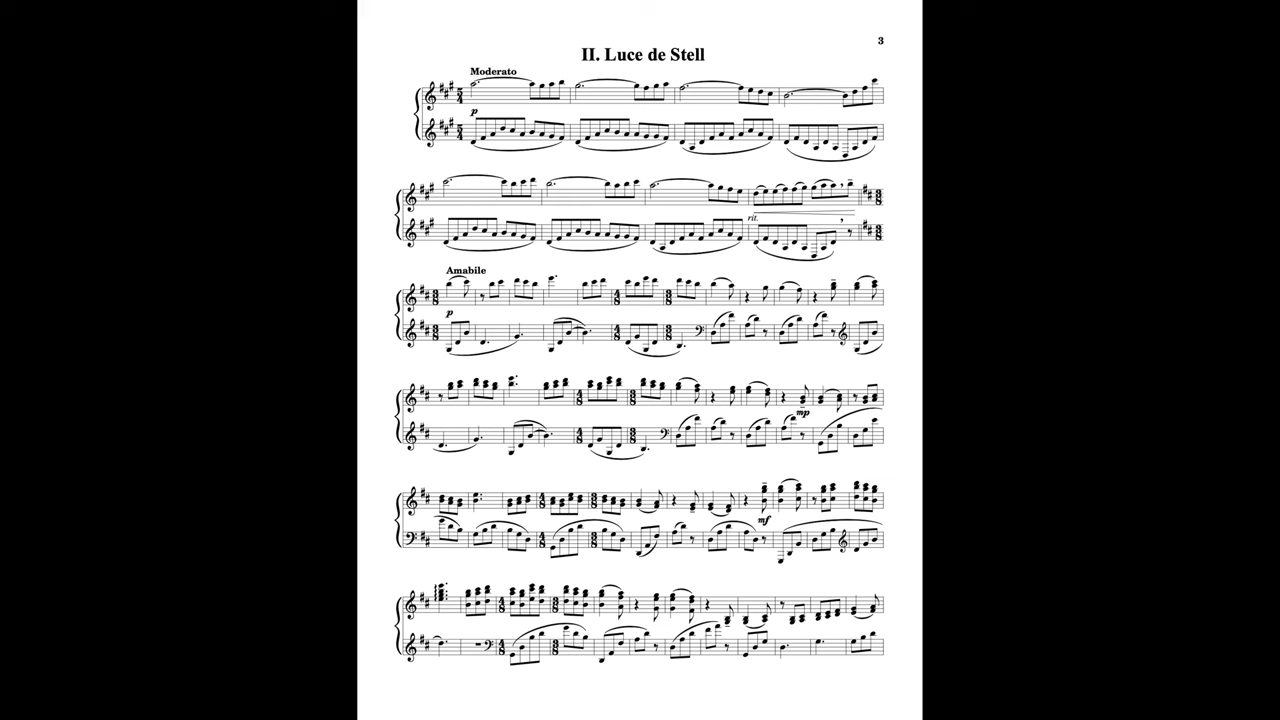 3
II. Luce de Stell
Moderato
p
rit.
Amabile
p
mp
mf